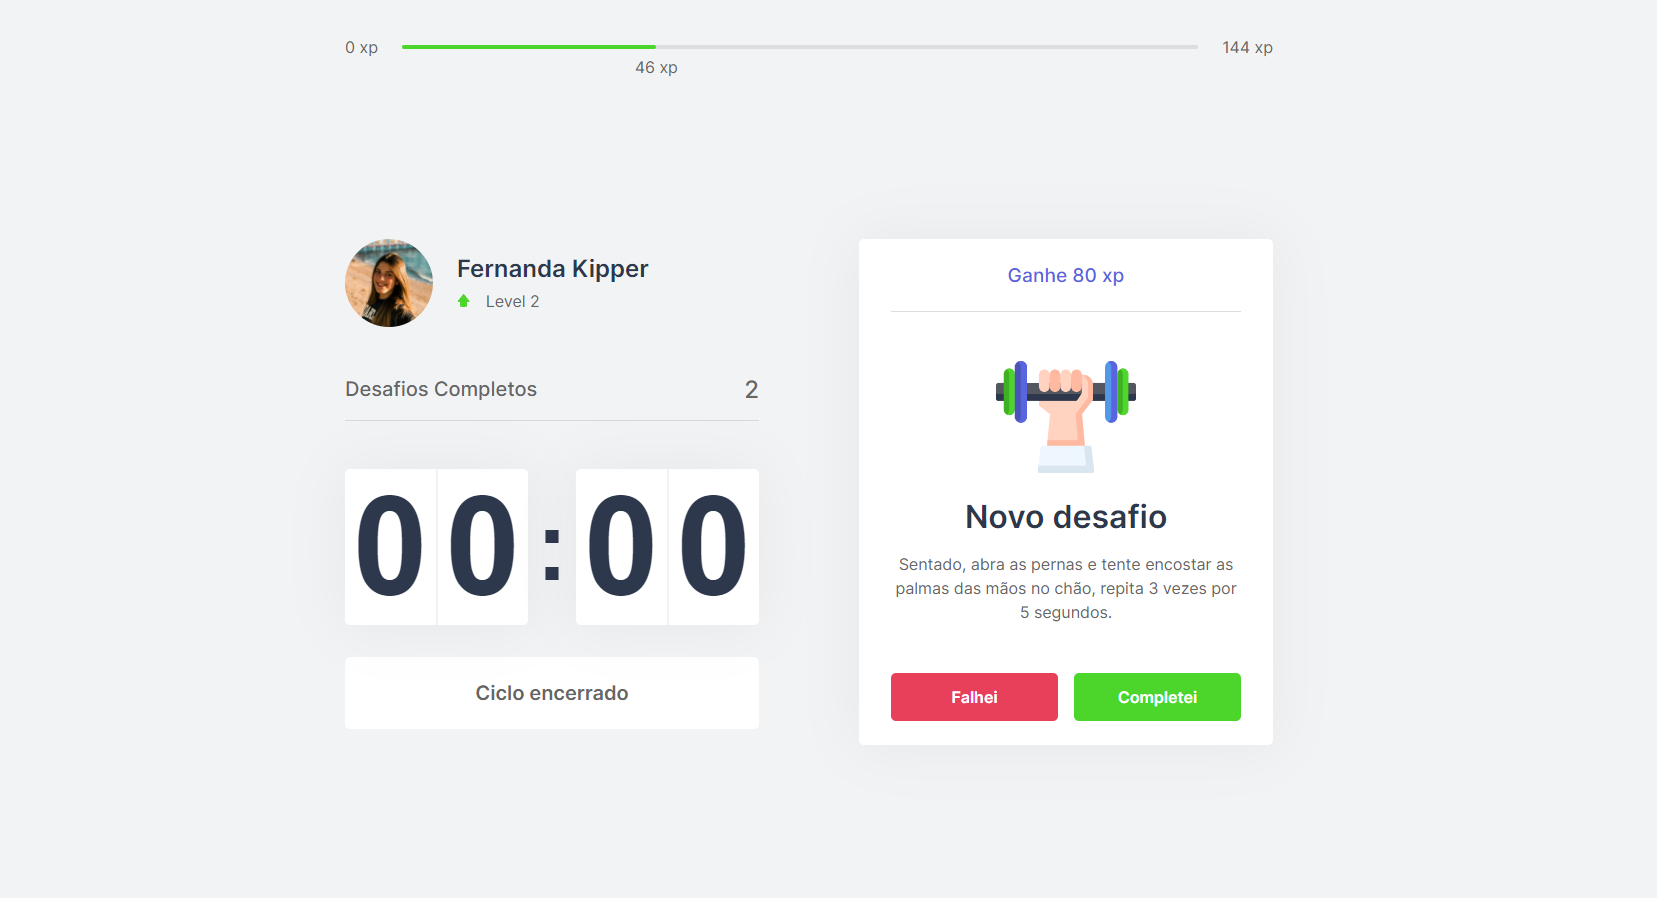 0 xp
144 xp
46 xp
Fernanda Kipper
Level 2
Desafios Completos
2
00:00
Ciclo encerrado
Ganhe 80 xp
Novo desafio
Sentado, abra as pernas e tente encostar as
palmas das mãos no chão, repita 3 vezes por
5 segundos.
Falhei
Completei